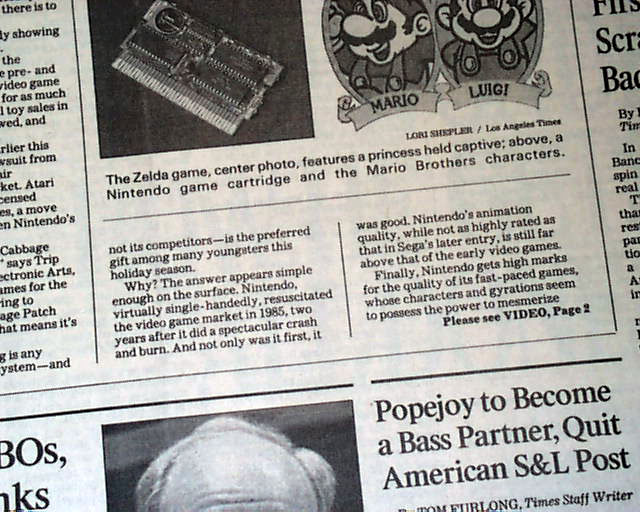 there is to
ly showing
the
e pre- and
video game
for as much
l toy sales in
wed, and
rlier this
wsuit from
air
ket. Atari
censed
es, a move
en Nintendo's
Cabbage
says Trip
ectronic Arts,
ames for the
ring to
age Patch
hat means it's
g is any
ystem—and
MARIO
LUIGI
LORI SHEPLER / Los Angeles Times
The Zelda game, center photo, features a princess held captive; above, a
Nintendo game cartridge and the Mario Brothers characters.
not its competitors—is the preferred
gift among many youngsters this
holiday season.
Why? The answer appears simple
enough on the surface. Nintendo,
virtually single-handedly, resuscitated
the video game market in 1985, two
years after it did a spectacular crash
and burn. And not only was it first, it
was good. Nintendo's animation
quality, while not as highly rated as
that in Sega's later entry, is still far
above that of the early video games.
Finally, Nintendo gets high marks
for the quality of its fast-paced games,
whose characters and gyrations seem
to possess the power to mesmerize
Please see VIDEO, Page 2
Scra
Bac
By
Tim
In
Bank
spin
real
T
tha
res
par
tio
a
BOs,
nks
Popejoy to Become
a Bass Partner, Quit
American S&L Post
By TOM FURLONG, Times Staff Writer